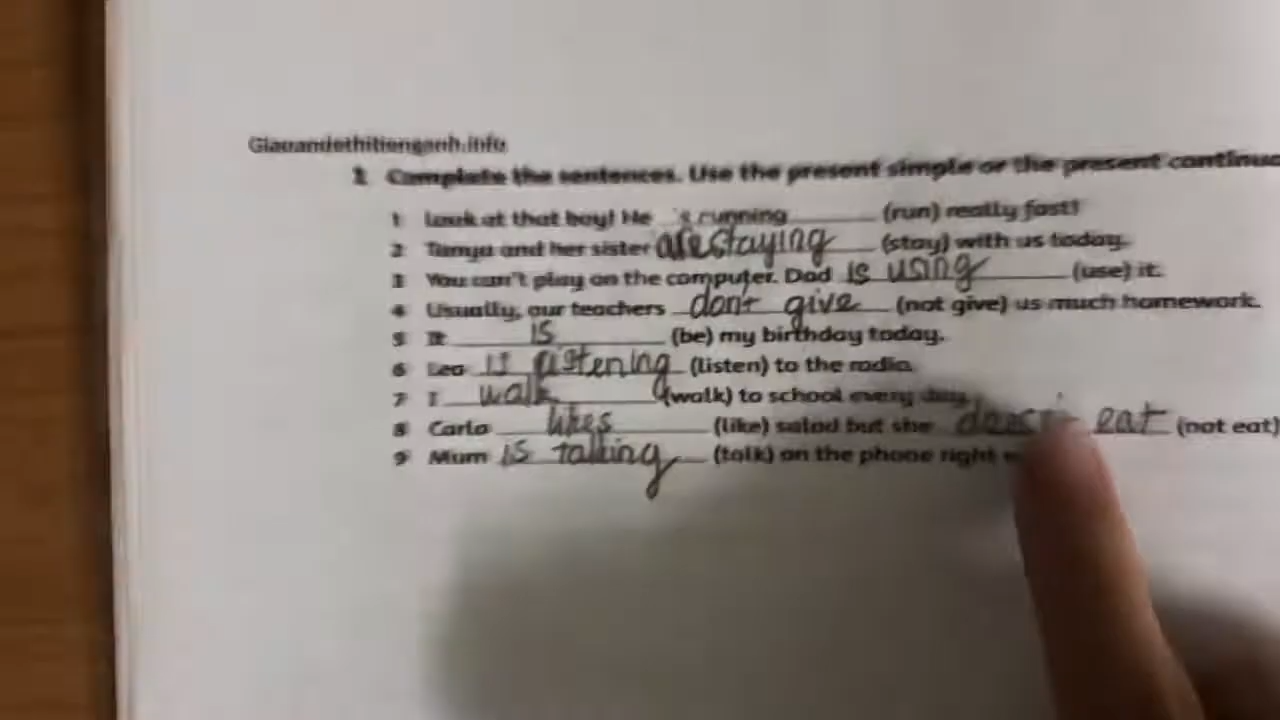 Giaoandethitienganh.info
1 Complete the sentences. Use the present simple or the present continuo
1 Look at that boy! He 's running (run) really fast!
2 Tanya and her sister are staying (stay) with us today.
3 You can't play on the computer. Dad is using (use) it.
4 Usually, our teachers don't give (not give) us much homework.
5 It is (be) my birthday today.
6 Leo is listening (listen) to the radio.
7 I walk (walk) to school every day.
8 Carla likes (like) salad but she doesn't eat (not eat)
9 Mum is talking (talk) on the phone right